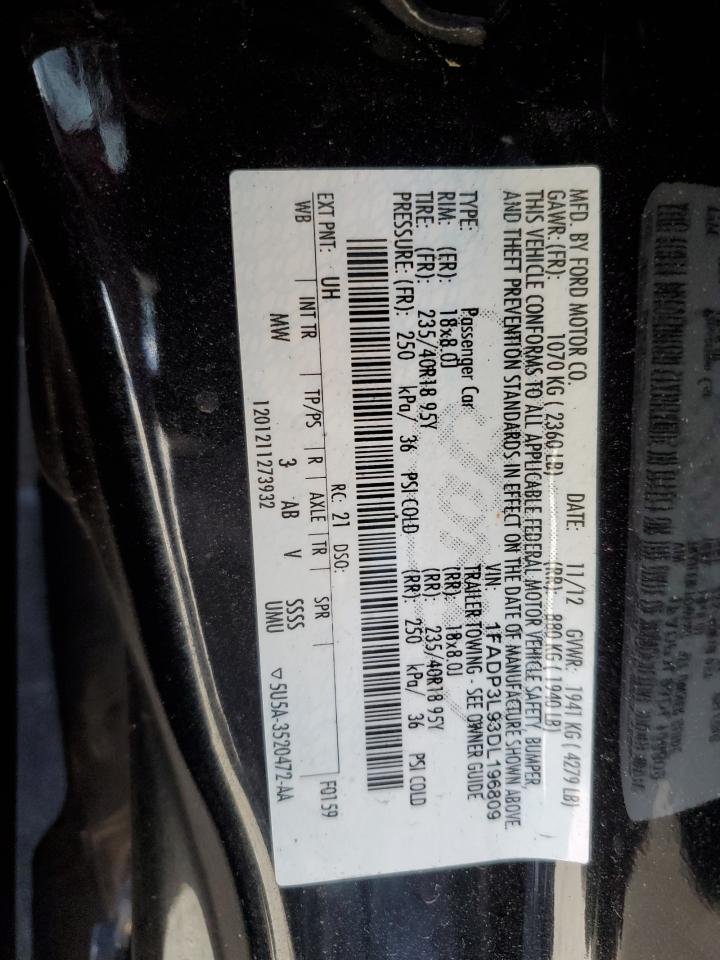 MFD. BY FORD MOTOR CO. DATE: 11/12 GVWR: 1941 KG ( 4279 LB)
GAWR: (FR): 1070 KG ( 2360 LB) (RR): 880 KG ( 1940 LB)
THIS VEHICLE CONFORMS TO ALL APPLICABLE FEDERAL MOTOR VEHICLE SAFETY, BUMPER,
AND THEFT PREVENTION STANDARDS IN EFFECT ON THE DATE OF MANUFACTURE SHOWN ABOVE.
VIN: 1FADP3L93DL196809
TYPE: Passenger Car TRAILER TOWING - SEE OWNER GUIDE
RIM: (FR): 18x8.0J (RR): 18x8.0J
TIRE: (FR): 235/40R18 95Y (RR): 235/40R18 95Y
PRESSURE: (FR): 250 kPa/ 36 PSI COLD (RR): 250 kPa/ 36 PSI COLD
EXT PNT: UH RC: 21 DSO: F0159
WB INT TR TP/PS R AXLE TR SPR
MW 3 AB V SSSS
1201211273932 UMU ▽5U5A-3520472-AA